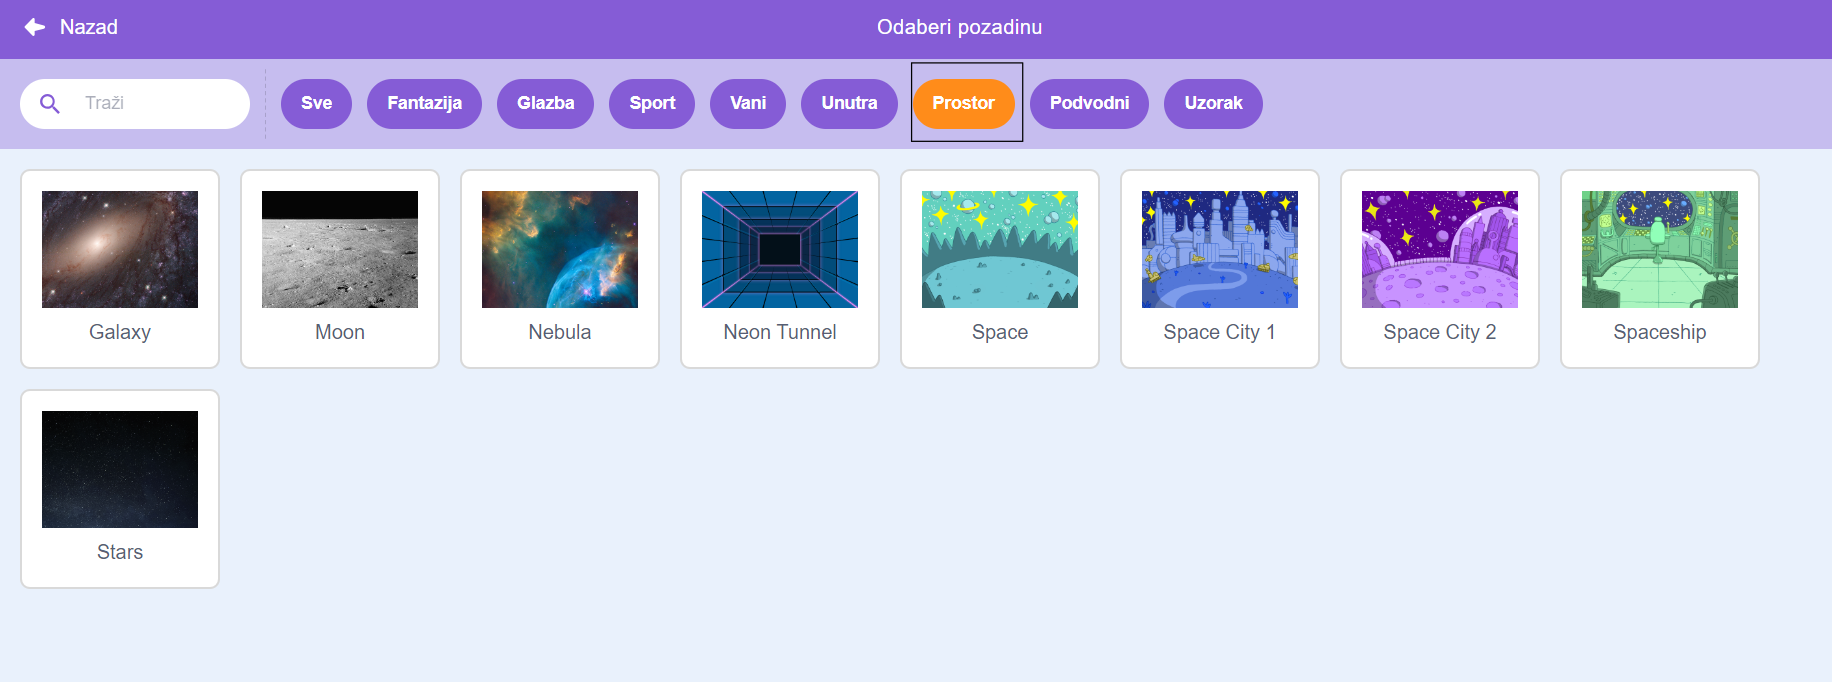 Nazad
Odaberi pozadinu
Traži
Sve
Fantazija
Glazba
Sport
Vani
Unutra
Prostor
Podvodni
Uzorak
Galaxy
Moon
Nebula
Neon Tunnel
Space
Space City 1
Space City 2
Spaceship
Stars